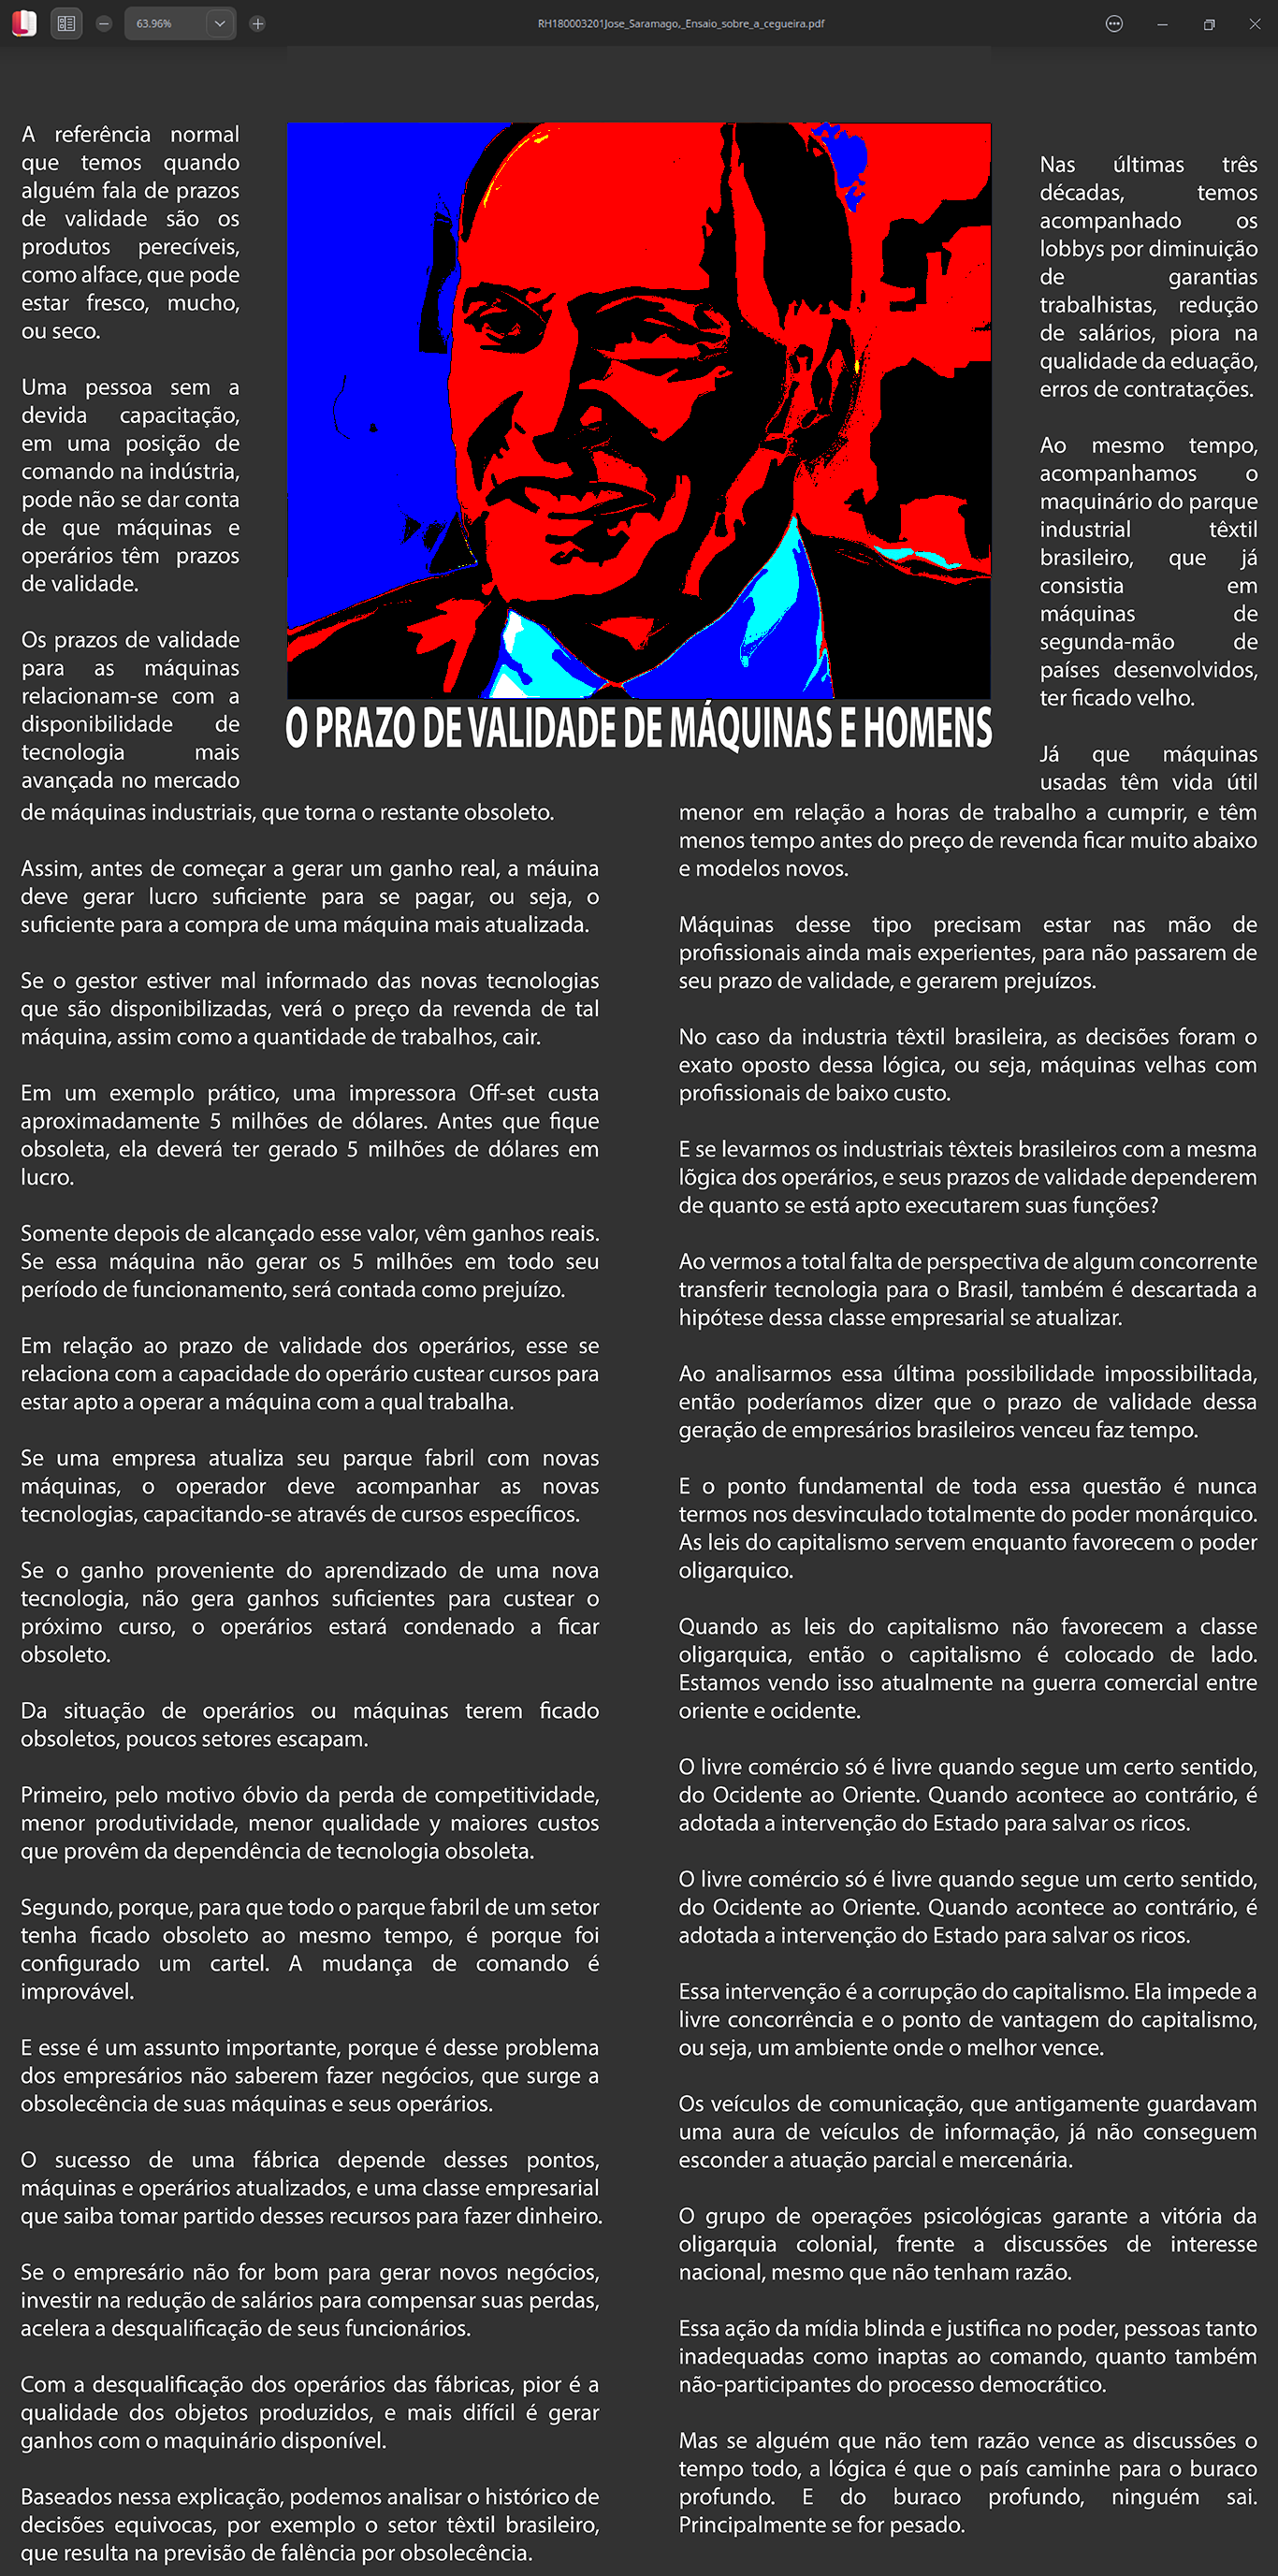 63.96%
RH180003201Jose_Saramago,_Ensaio_sobre_a_cegueira.pdf
A referência normal
que temos quando
alguém fala de prazos
de validade são os
produtos perecíveis,
como alface, que pode
estar fresco, mucho,
ou seco.
Uma pessoa sem a
devida capacitação,
em uma posição de
comando na indústria,
pode não se dar conta
de que máquinas e
operários têm prazos
de validade.
Os prazos de validade
para as máquinas
relacionam-se com a
disponibilidade de
tecnologia mais
avançada no mercado
de máquinas industriais, que torna o restante obsoleto.
Assim, antes de começar a gerar um ganho real, a máuina
deve gerar lucro suficiente para se pagar, ou seja, o
suficiente para a compra de uma máquina mais atualizada.
Se o gestor estiver mal informado das novas tecnologias
que são disponibilizadas, verá o preço da revenda de tal
máquina, assim como a quantidade de trabalhos, cair.
Em um exemplo prático, uma impressora Off-set custa
aproximadamente 5 milhões de dólares. Antes que fique
obsoleta, ela deverá ter gerado 5 milhões de dólares em
lucro.
Somente depois de alcançado esse valor, vêm ganhos reais.
Se essa máquina não gerar os 5 milhões em todo seu
período de funcionamento, será contada como prejuízo.
Em relação ao prazo de validade dos operários, esse se
relaciona com a capacidade do operário custear cursos para
estar apto a operar a máquina com a qual trabalha.
Se uma empresa atualiza seu parque fabril com novas
máquinas, o operador deve acompanhar as novas
tecnologias, capacitando-se através de cursos específicos.
Se o ganho proveniente do aprendizado de uma nova
tecnologia, não gera ganhos suficientes para custear o
próximo curso, o operários estará condenado a ficar
obsoleto.
Da situação de operários ou máquinas terem ficado
obsoletos, poucos setores escapam.
Primeiro, pelo motivo óbvio da perda de competitividade,
menor produtividade, menor qualidade y maiores custos
que provêm da dependência de tecnologia obsoleta.
Segundo, porque, para que todo o parque fabril de um setor
tenha ficado obsoleto ao mesmo tempo, é porque foi
configurado um cartel. A mudança de comando é
improvável.
E esse é um assunto importante, porque é desse problema
dos empresários não saberem fazer negócios, que surge a
obsolecência de suas máquinas e seus operários.
O sucesso de uma fábrica depende desses pontos,
máquinas e operários atualizados, e uma classe empresarial
que saiba tomar partido desses recursos para fazer dinheiro.
Se o empresário não for bom para gerar novos negócios,
investir na redução de salários para compensar suas perdas,
acelera a desqualificação de seus funcionários.
Com a desqualificação dos operários das fábricas, pior é a
qualidade dos objetos produzidos, e mais difícil é gerar
ganhos com o maquinário disponível.
Baseados nessa explicação, podemos analisar o histórico de
decisões equivocas, por exemplo o setor têxtil brasileiro,
que resulta na previsão de falência por obsolecência.
O PRAZO DE VALIDADE DE MÁQUINAS E HOMENS
Nas últimas três
décadas, temos
acompanhado os
lobbys por diminuição
de garantias
trabalhistas, redução
de salários, piora na
qualidade da eduação,
erros de contratações.
Ao mesmo tempo,
acompanhamos o
maquinário do parque
industrial têxtil
brasileiro, que já
consistia em
máquinas de
segunda-mão de
países desenvolvidos,
ter ficado velho.
Já que máquinas
usadas têm vida útil
menor em relação a horas de trabalho a cumprir, e têm
menos tempo antes do preço de revenda ficar muito abaixo
e modelos novos.
Máquinas desse tipo precisam estar nas mão de
profissionais ainda mais experientes, para não passarem de
seu prazo de validade, e gerarem prejuízos.
No caso da industria têxtil brasileira, as decisões foram o
exato oposto dessa lógica, ou seja, máquinas velhas com
profissionais de baixo custo.
E se levarmos os industriais têxteis brasileiros com a mesma
lõgica dos operários, e seus prazos de validade dependerem
de quanto se está apto executarem suas funções?
Ao vermos a total falta de perspectiva de algum concorrente
transferir tecnologia para o Brasil, também é descartada a
hipótese dessa classe empresarial se atualizar.
Ao analisarmos essa última possibilidade impossibilitada,
então poderíamos dizer que o prazo de validade dessa
geração de empresários brasileiros venceu faz tempo.
E o ponto fundamental de toda essa questão é nunca
termos nos desvinculado totalmente do poder monárquico.
As leis do capitalismo servem enquanto favorecem o poder
oligarquico.
Quando as leis do capitalismo não favorecem a classe
oligarquica, então o capitalismo é colocado de lado.
Estamos vendo isso atualmente na guerra comercial entre
oriente e ocidente.
O livre comércio só é livre quando segue um certo sentido,
do Ocidente ao Oriente. Quando acontece ao contrário, é
adotada a intervenção do Estado para salvar os ricos.
O livre comércio só é livre quando segue um certo sentido,
do Ocidente ao Oriente. Quando acontece ao contrário, é
adotada a intervenção do Estado para salvar os ricos.
Essa intervenção é a corrupção do capitalismo. Ela impede a
livre concorrência e o ponto de vantagem do capitalismo,
ou seja, um ambiente onde o melhor vence.
Os veículos de comunicação, que antigamente guardavam
uma aura de veículos de informação, já não conseguem
esconder a atuação parcial e mercenária.
O grupo de operações psicológicas garante a vitória da
oligarquia colonial, frente a discussões de interesse
nacional, mesmo que não tenham razão.
Essa ação da mídia blinda e justifica no poder, pessoas tanto
inadequadas como inaptas ao comando, quanto também
não-participantes do processo democrático.
Mas se alguém que não tem razão vence as discussões o
tempo todo, a lógica é que o país caminhe para o buraco
profundo. E do buraco profundo, ninguém sai.
Principalmente se for pesado.